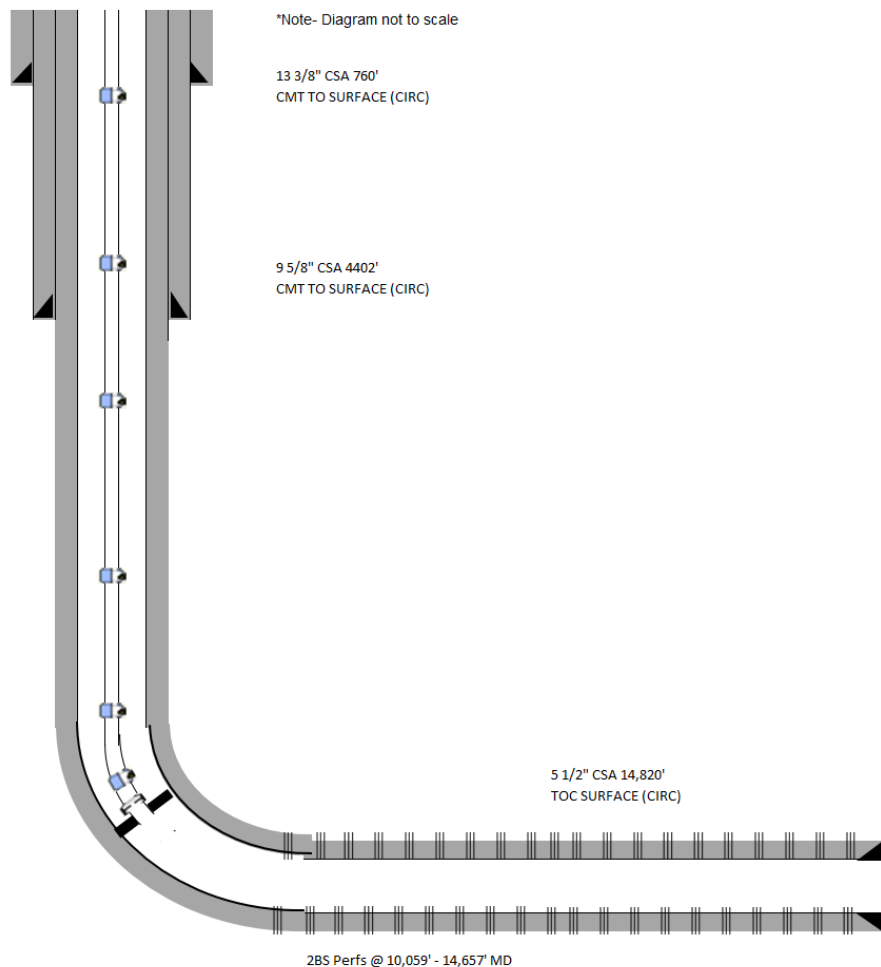 *Note- Diagram not to scale
13 3/8" CSA 760'
CMT TO SURFACE (CIRC)
9 5/8" CSA 4402'
CMT TO SURFACE (CIRC)
5 1/2" CSA 14,820'
TOC SURFACE (CIRC)
2BS Perfs @ 10,059' - 14,657' MD